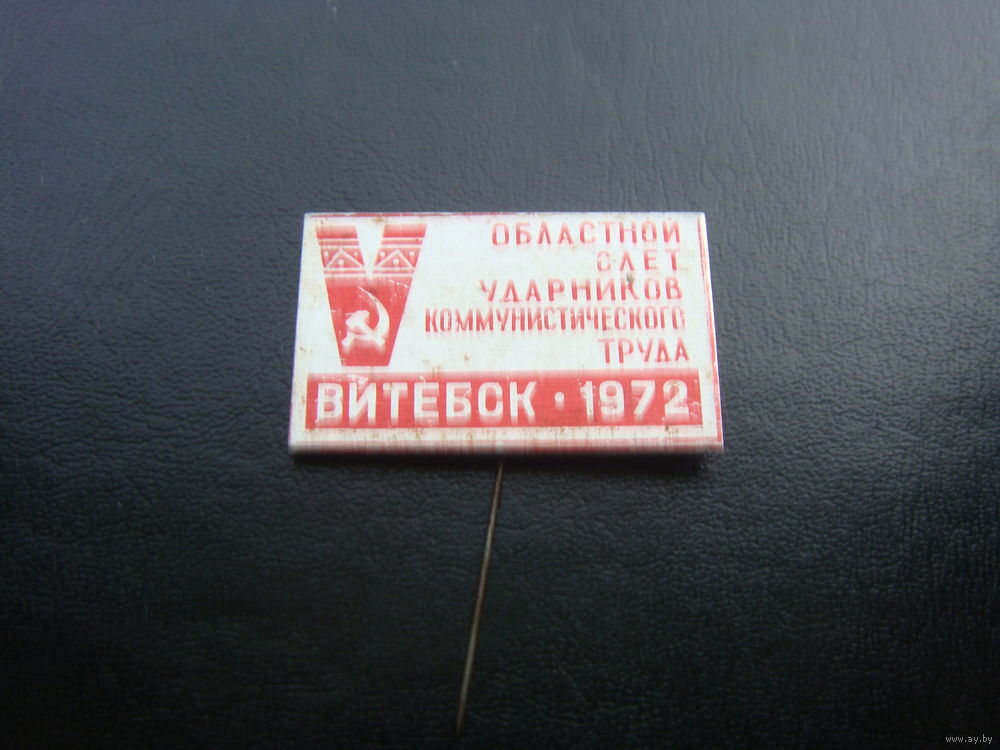 V
ОБЛАСТНОЙ
СЛЕТ
УДАРНИКОВ
КОММУНИСТИЧЕСКОГО
ТРУДА
ВИТЕБСК · 1972
www.ay.by